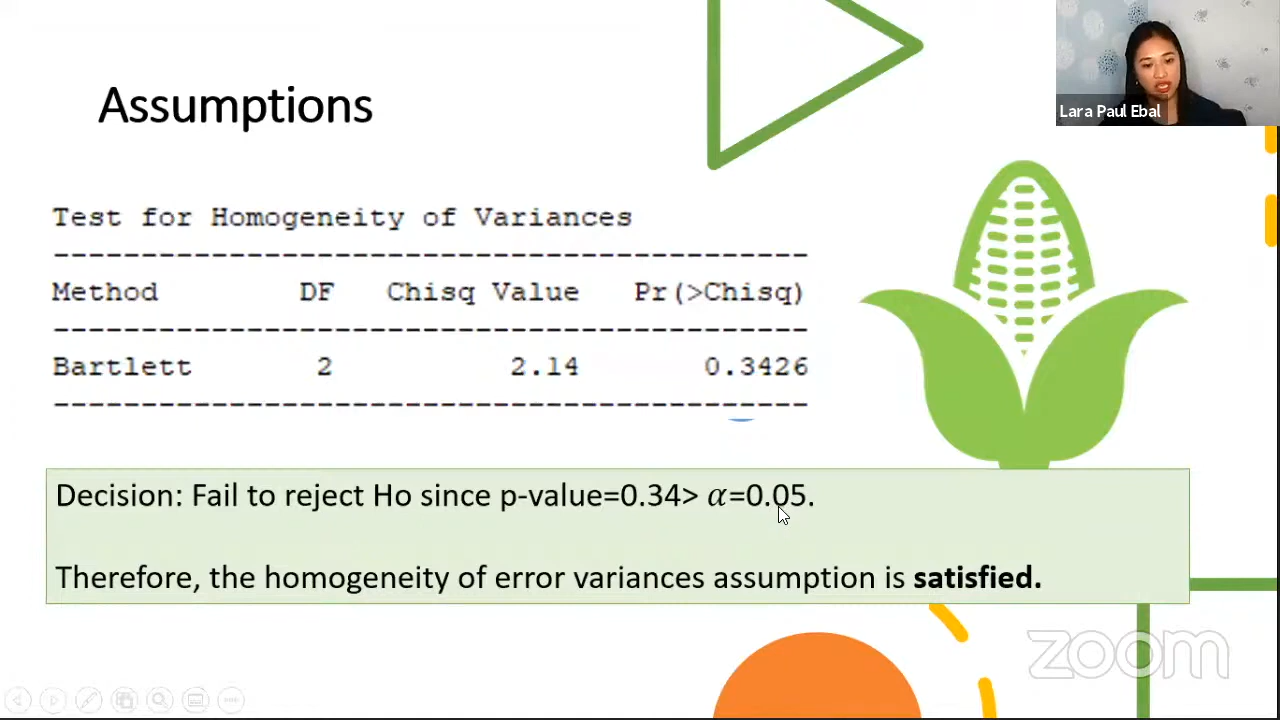 Assumptions
Lara Paul Ebal
Test for Homogeneity of Variances
Method DF Chisq Value Pr(>Chisq)
Bartlett 2 2.14 0.3426
Decision: Fail to reject Ho since p-value=0.34> 𝛼=0.05.
Therefore, the homogeneity of error variances assumption is satisfied.
zoom